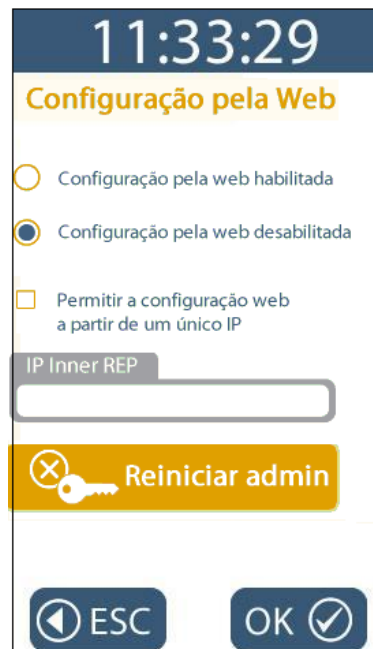 11:33:29
Configuração pela Web
Configuração pela web habilitada
Configuração pela web desabilitada
Permitir a configuração web
a partir de um único IP
IP Inner REP
Reiniciar admin
ESC
OK